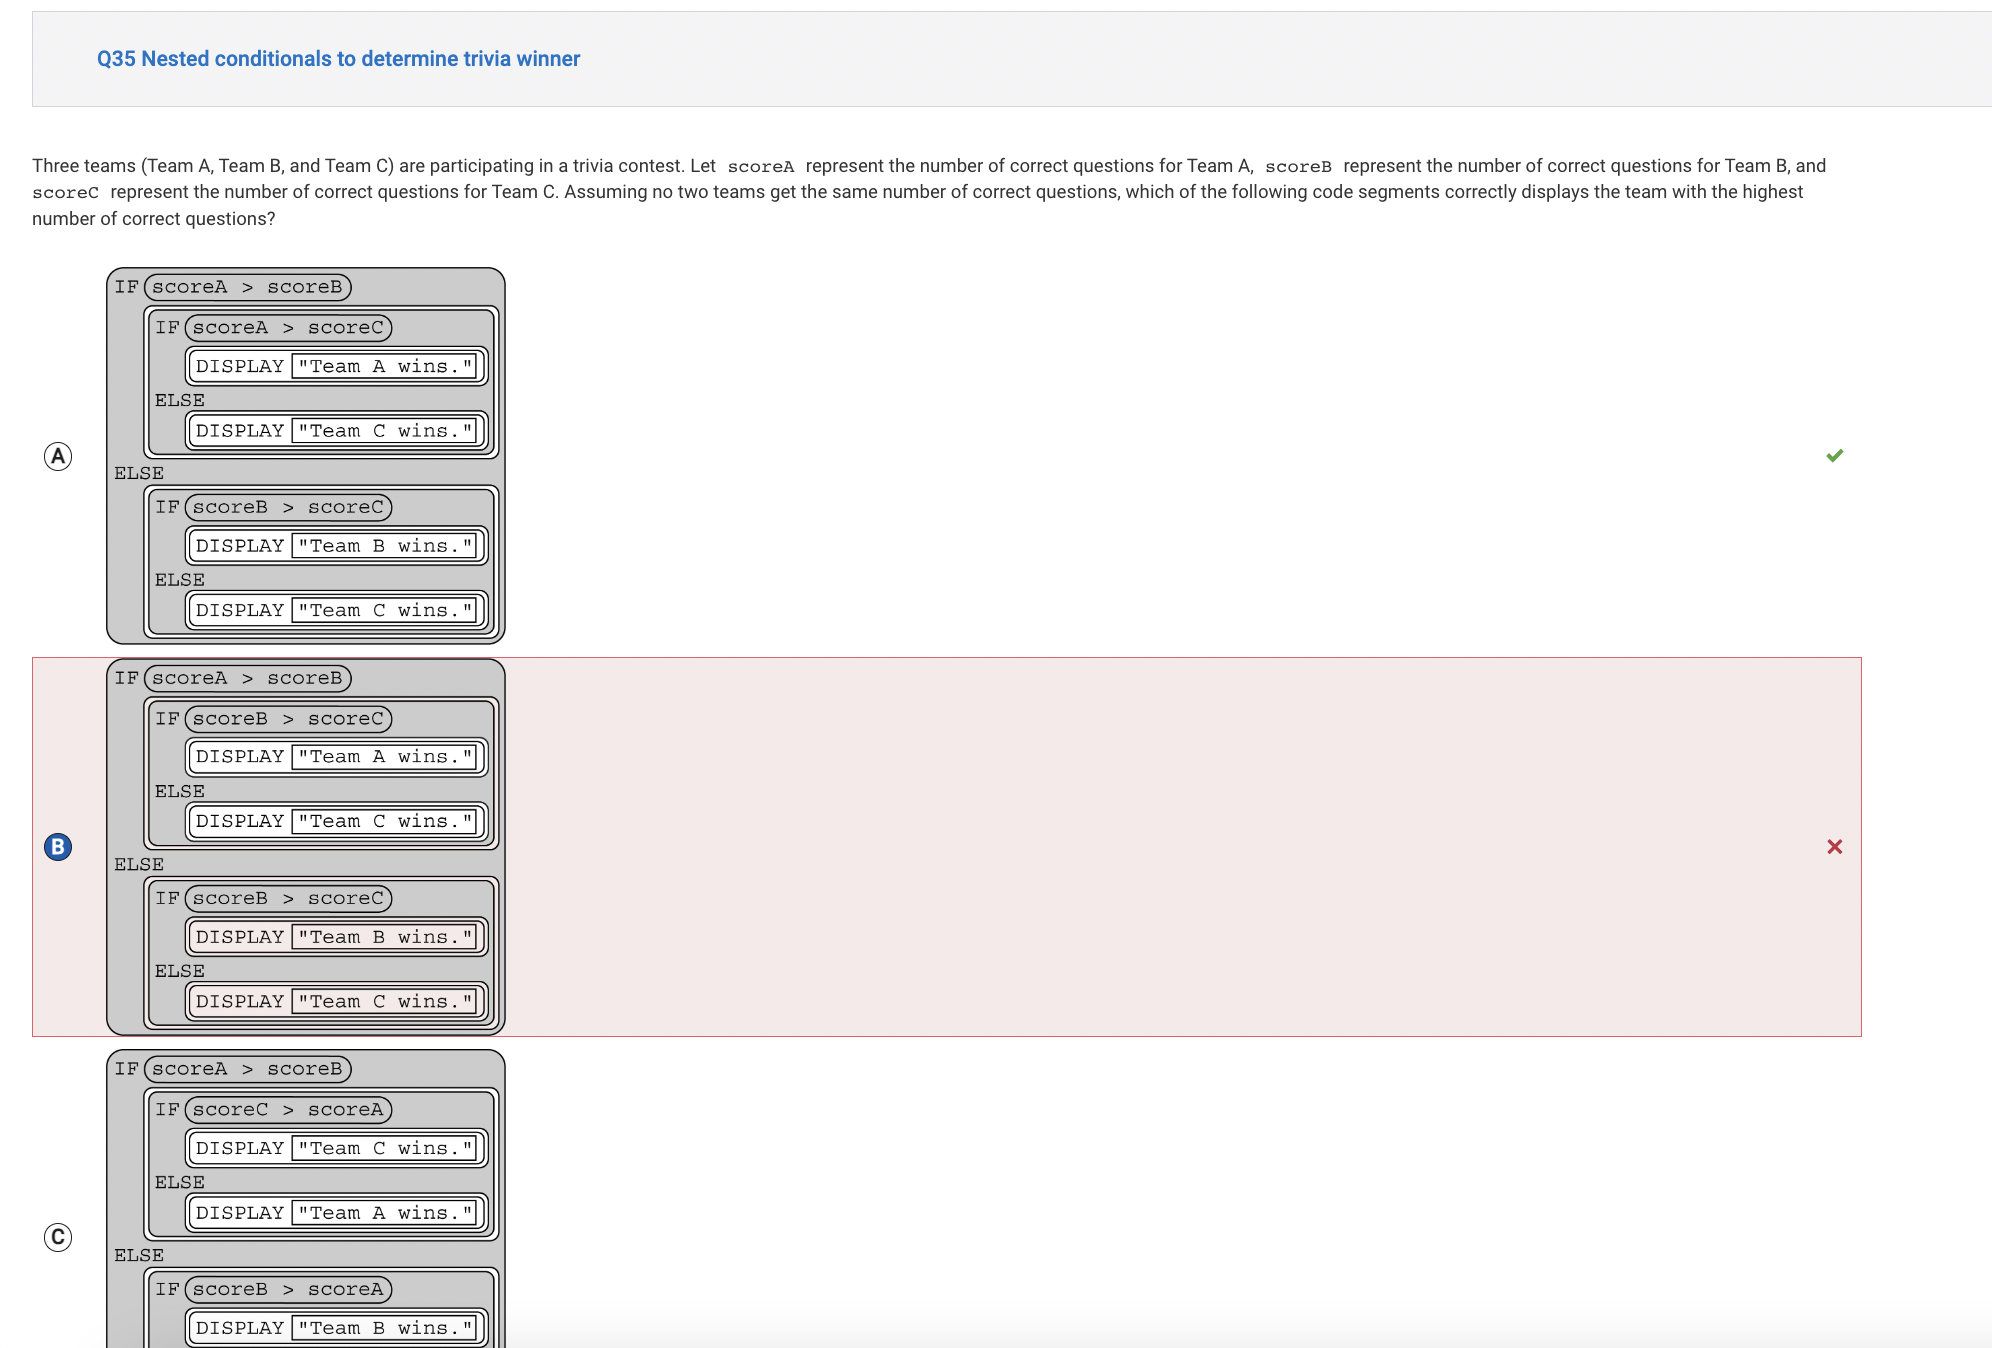 Q35 Nested conditionals to determine trivia winner
Three teams (Team A, Team B, and Team C) are participating in a trivia contest. Let scoreA represent the number of correct questions for Team A, scoreB represent the number of correct questions for Team B, and
scoreC represent the number of correct questions for Team C. Assuming no two teams get the same number of correct questions, which of the following code segments correctly displays the team with the highest
number of correct questions?
A
IF scoreA > scoreB
IF scoreA > scoreC
DISPLAY "Team A wins."
ELSE
DISPLAY "Team C wins."
ELSE
IF scoreB > scoreC
DISPLAY "Team B wins."
ELSE
DISPLAY "Team C wins."
B
IF scoreA > scoreB
IF scoreB > scoreC
DISPLAY "Team A wins."
ELSE
DISPLAY "Team C wins."
ELSE
IF scoreB > scoreC
DISPLAY "Team B wins."
ELSE
DISPLAY "Team C wins."
C
IF scoreA > scoreB
IF scoreC > scoreA
DISPLAY "Team C wins."
ELSE
DISPLAY "Team A wins."
ELSE
IF scoreB > scoreA
DISPLAY "Team B wins."